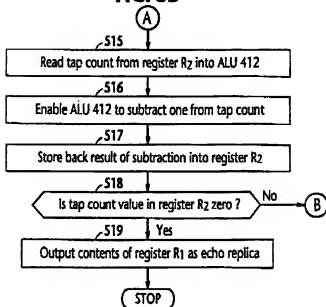 A
S15
Read tap count from register R2 into ALU 412
S16
Enable ALU 412 to subtract one from tap count
S17
Store back result of subtraction into register R2
S18
Is tap count value in register R2 zero ?
No
B
Yes
S19
Output contents of register R1 as echo replica
STOP